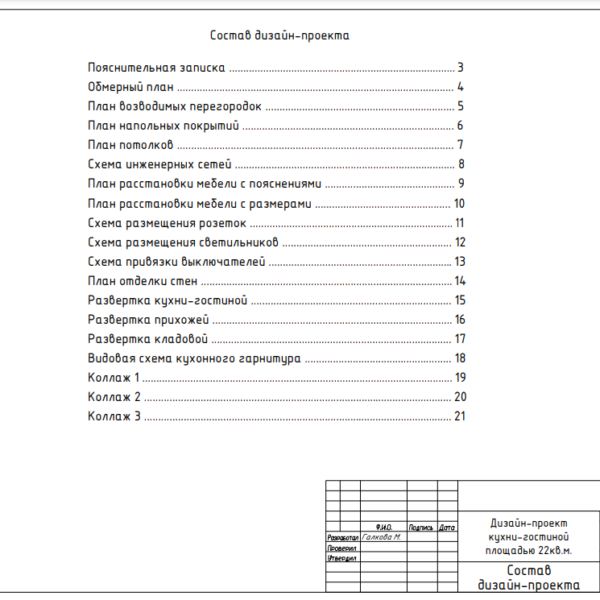 Состав дизайн-проекта
Пояснительная записка ........................................ 3
Обмерный план ........................................ 4
План возводимых перегородок ........................................ 5
План напольных покрытий ........................................ 6
План потолков ........................................ 7
Схема инженерных сетей ........................................ 8
План расстановки мебели с пояснениями ........................................ 9
План расстановки мебели с размерами ........................................ 10
Схема размещения розеток ........................................ 11
Схема размещения светильников ........................................ 12
Схема привязки выключателей ........................................ 13
План отделки стен ........................................ 14
Развертка кухни-гостиной ........................................ 15
Развертка прихожей ........................................ 16
Развертка кладовой ........................................ 17
Видовая схема кухонного гарнитура ........................................ 18
Коллаж 1 ........................................ 19
Коллаж 2 ........................................ 20
Коллаж 3 ........................................ 21
Ф.И.О. Подпись Дата
Разработал Галкова М.
Проверил
Утвердил
Дизайн-проект
кухни-гостиной
площадью 22кв.м.
Состав
дизайн-проекта